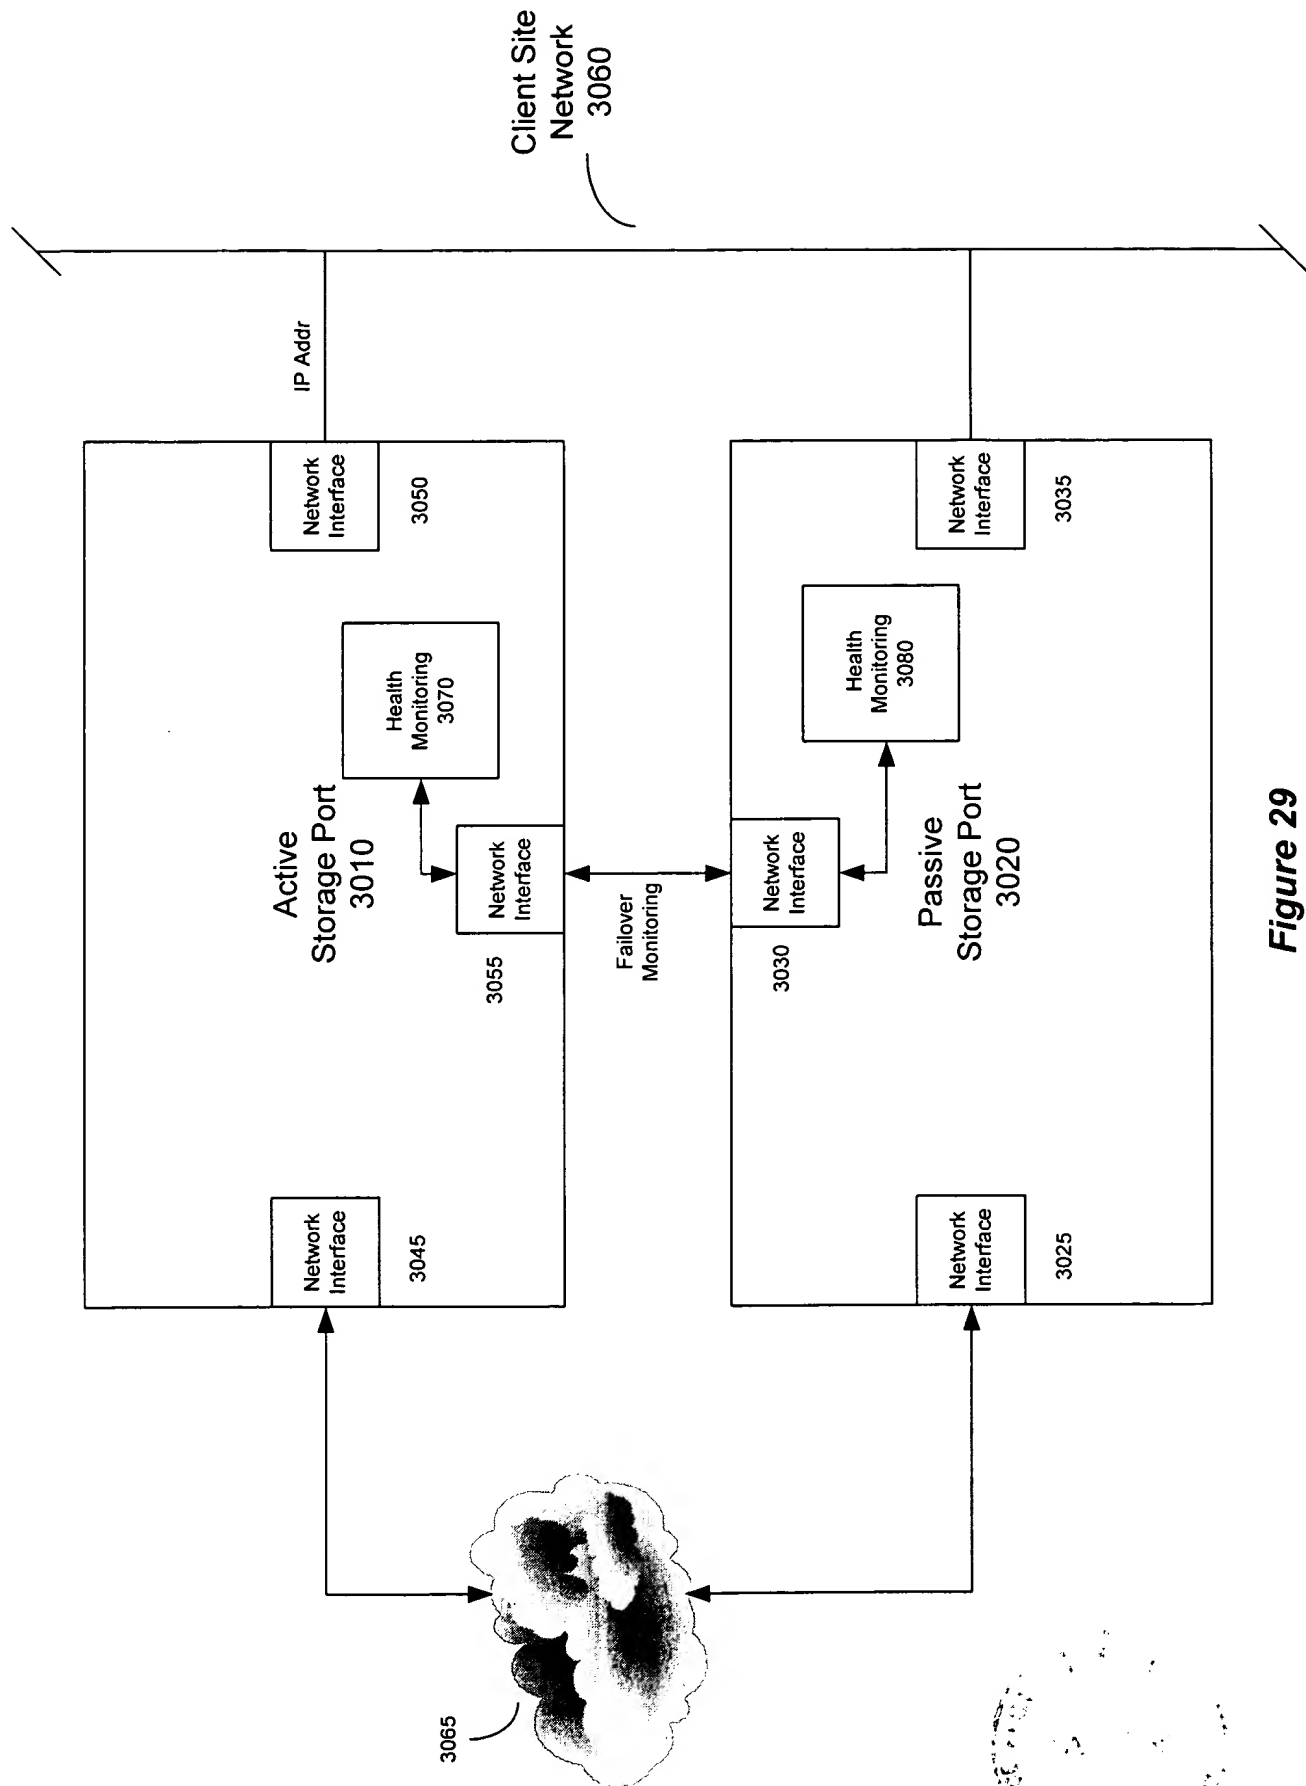 Client Site
Network
3060
IP Addr
Network
Interface
3050
Health
Monitoring
3070
Active
Storage Port
3010
Network
Interface
3055
Network
Interface
3045
Failover
Monitoring
Network
Interface
3035
Health
Monitoring
3080
Network
Interface
3030
Passive
Storage Port
3020
Network
Interface
3025
3065
Figure 29